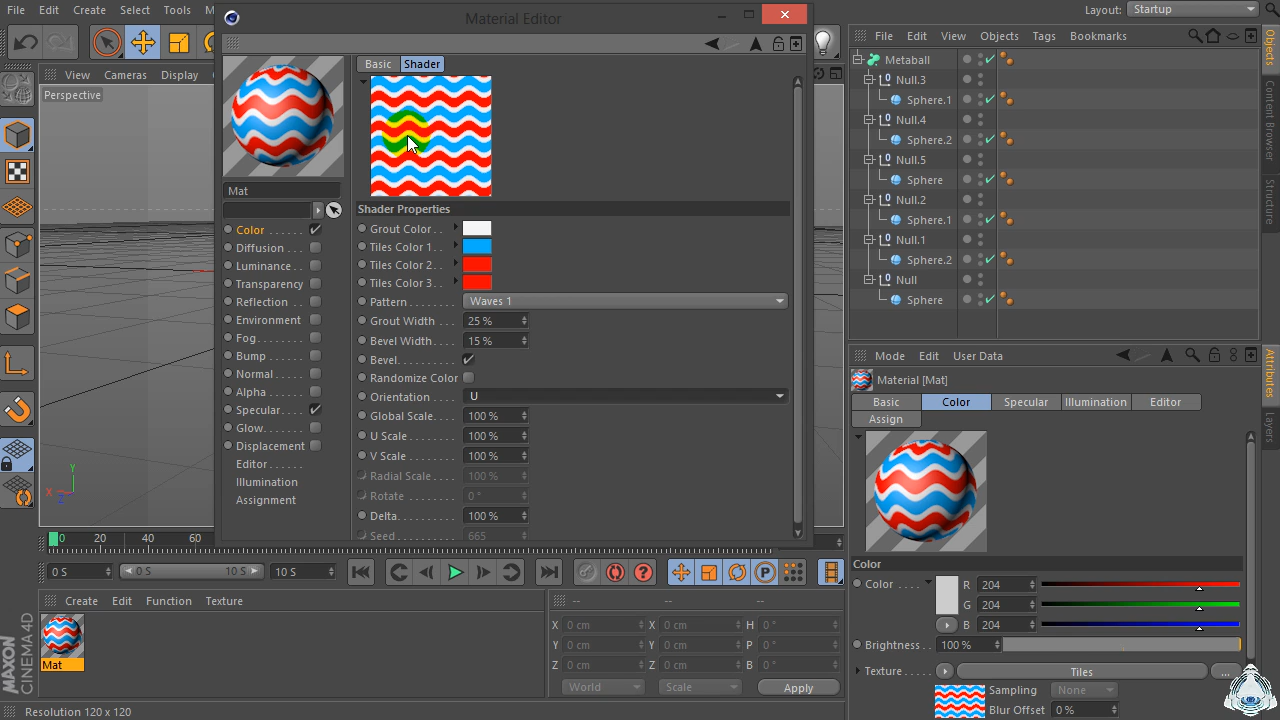 File Edit Create Select Tools M
Material Editor
Layout: Startup
View Cameras Display
Perspective
Basic Shader
Mat
Color
Diffusion
Luminance
Transparency
Reflection
Environment
Fog
Bump
Normal
Alpha
Specular
Glow
Displacement
Editor
Illumination
Assignment
Shader Properties
Grout Color
Tiles Color 1
Tiles Color 2
Tiles Color 3
Pattern Waves 1
Grout Width 25 %
Bevel Width 15 %
Bevel
Randomize Color
Orientation U
Global Scale 100 %
U Scale 100 %
V Scale 100 %
Radial Scale 100 %
Rotate 0 °
Delta 100 %
Seed 665
File Edit View Objects Tags Bookmarks
Metaball
Null.3
Sphere.1
Null.4
Sphere.2
Null.5
Sphere
Null.2
Sphere.1
Null.1
Sphere.2
Null
Sphere
Objects
Content Browser
Structure
Mode Edit User Data
Material [Mat]
Basic Color Specular Illumination Editor
Assign
Attributes
Layers
Color
Color R 204
G 204
B 204
Brightness 100 %
Texture Tiles ...
Sampling None
Blur Offset 0 %
Y
X
Z
0 20 40 60
0 S 0 S 10 S 10 S
Create Edit Function Texture
Mat
-- -- --
X 0 cm X 0 cm H 0 °
Y 0 cm Y 0 cm P 0 °
Z 0 cm Z 0 cm B 0 °
World Scale Apply
MAXON
CINEMA 4D
Resolution 120 x 120